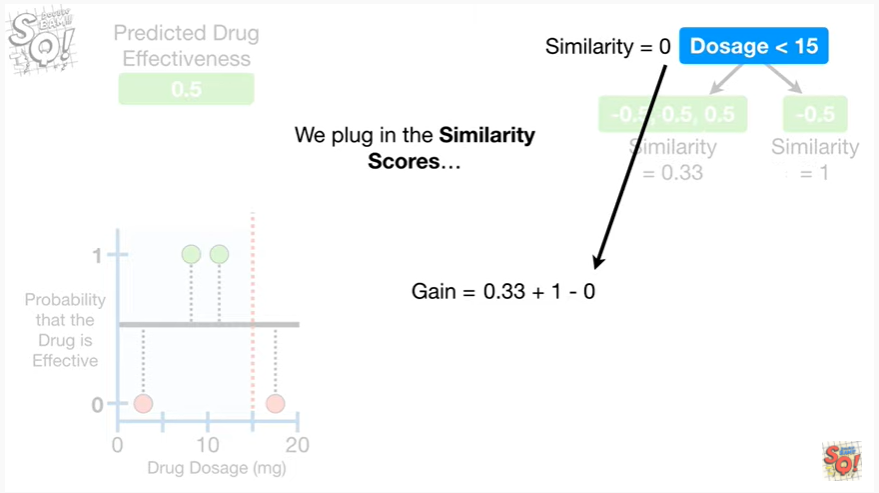 SQ!
Predicted Drug
Effectiveness
0.5
Similarity = 0
Dosage < 15
-0.5, 0.5, 0.5
-0.5
Similarity
= 0.33
Similarity
= 1
We plug in the Similarity
Scores…
Gain = 0.33 + 1 - 0
1
Probability
that the
Drug is
Effective
0
0
10
20
Drug Dosage (mg)
SQ!